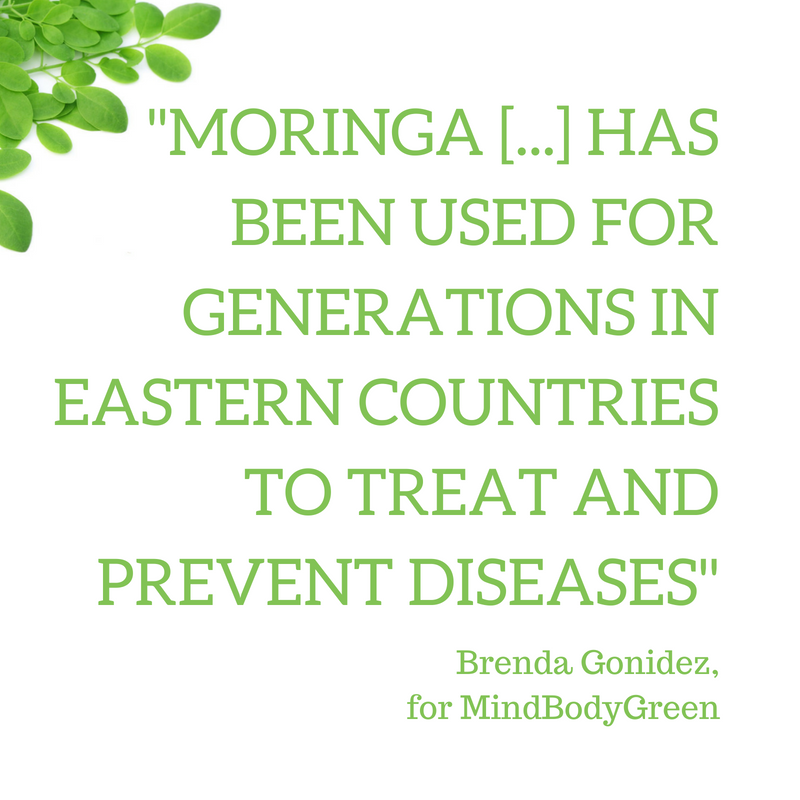 "MORINGA [...] HAS
BEEN USED FOR
GENERATIONS IN
EASTERN COUNTRIES
TO TREAT AND
PREVENT DISEASES"
Brenda Gonidez,
for MindBodyGreen